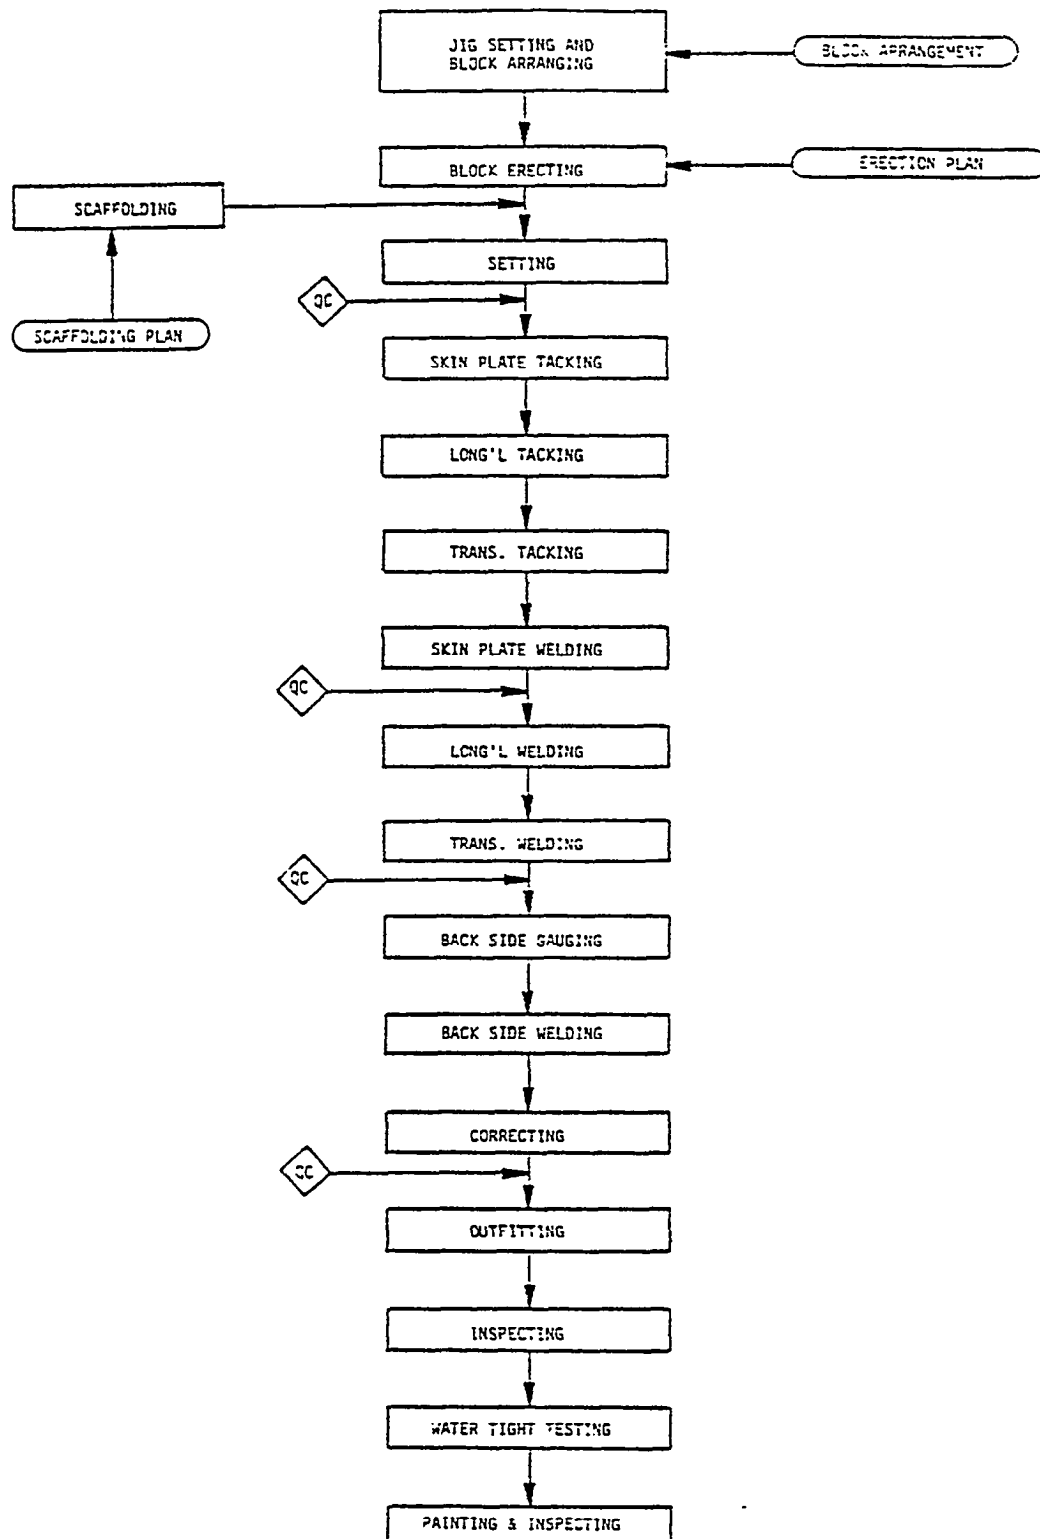 JIG SETTING AND
BLOCK ARRANGING
BLOCK ARRANGEMENT
BLOCK ERECTING
ERECTION PLAN
SCAFFOLDING
SETTING
QC
SCAFFOLDING PLAN
SKIN PLATE TACKING
LONG'L TACKING
TRANS. TACKING
SKIN PLATE WELDING
QC
LONG'L WELDING
TRANS. WELDING
QC
BACK SIDE GAUGING
BACK SIDE WELDING
CORRECTING
QC
OUTFITTING
INSPECTING
WATER TIGHT TESTING
PAINTING & INSPECTING